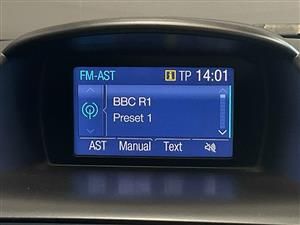 FM-AST i TP 14:01
BBC R1
Preset 1
AST Manual Text